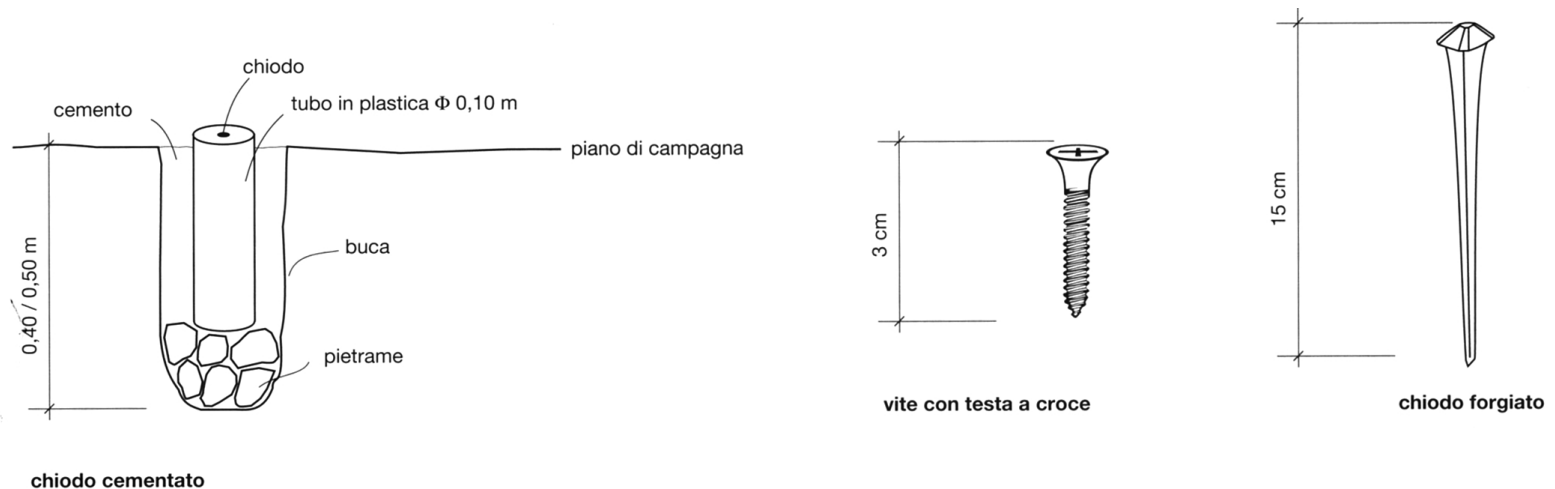 chiodo
cemento
tubo in plastica Φ 0,10 m
piano di campagna
buca
0,40 / 0,50 m
pietrame
chiodo cementato
3 cm
vite con testa a croce
15 cm
chiodo forgiato